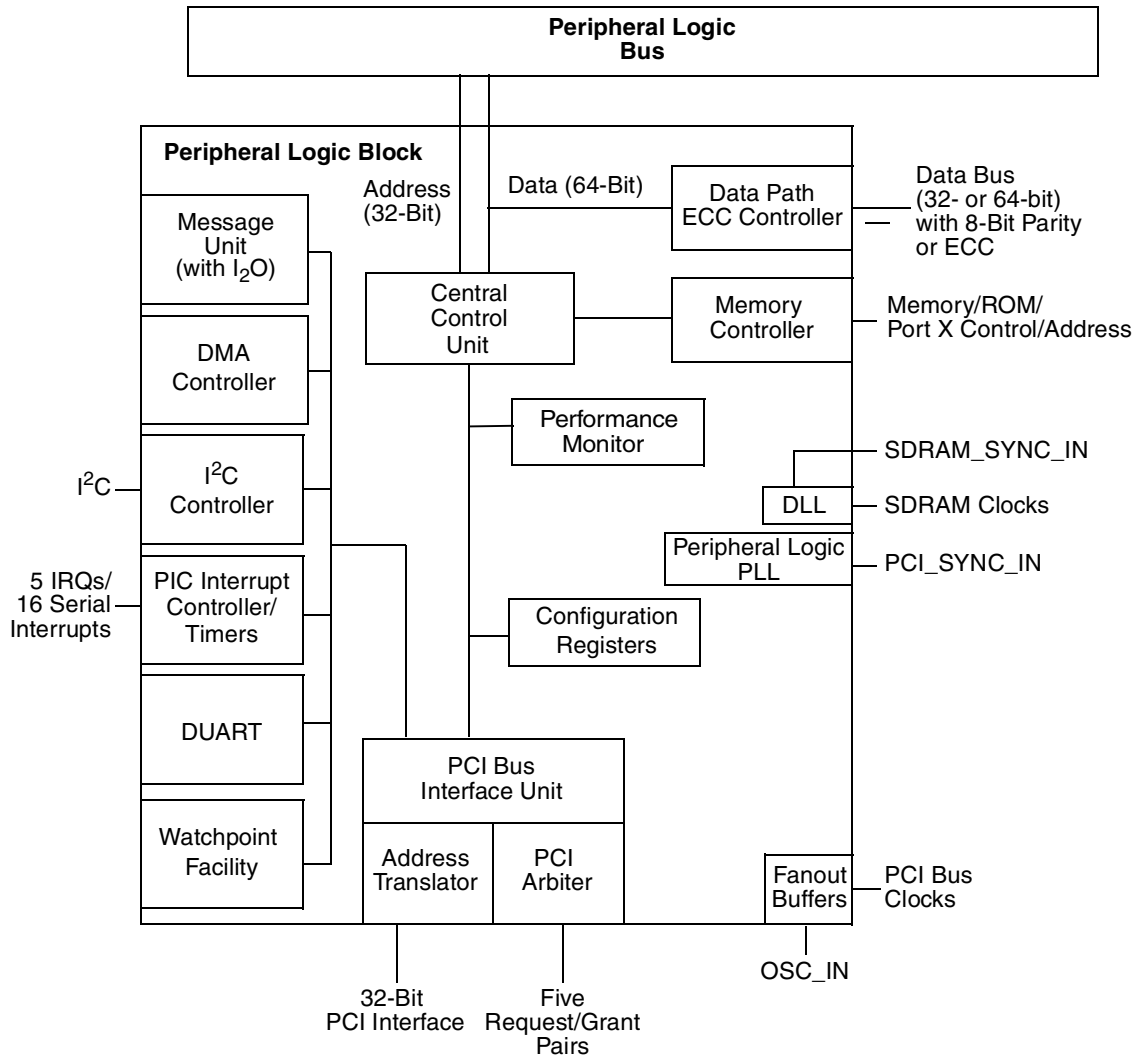 Peripheral Logic
Bus
Peripheral Logic Block
Address
(32-Bit)
Data (64-Bit)
Data Path
ECC Controller
Data Bus
(32- or 64-bit)
with 8-Bit Parity
or ECC
Message
Unit
(with I₂O)
Central
Control
Unit
Memory
Controller
Memory/ROM/
Port X Control/Address
DMA
Controller
Performance
Monitor
I²C
I²C
Controller
SDRAM_SYNC_IN
DLL
SDRAM Clocks
Peripheral Logic
PLL
PCI_SYNC_IN
5 IRQs/
16 Serial
Interrupts
PIC Interrupt
Controller/
Timers
Configuration
Registers
DUART
PCI Bus
Interface Unit
Watchpoint
Facility
Address
Translator
PCI
Arbiter
Fanout
Buffers
PCI Bus
Clocks
OSC_IN
32-Bit
PCI Interface
Five
Request/Grant
Pairs